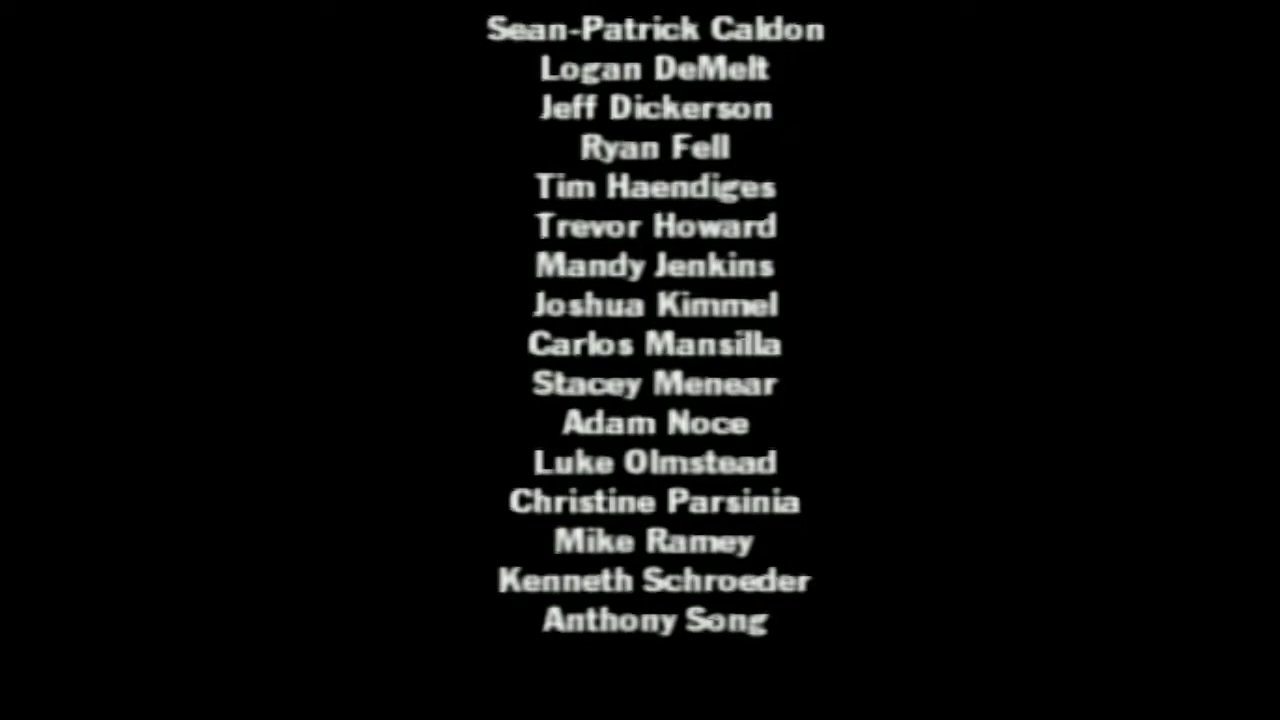 Sean-Patrick Caldon
Logan DeMelt
Jeff Dickerson
Ryan Fell
Tim Haendiges
Trevor Howard
Mandy Jenkins
Joshua Kimmel
Carlos Mansilla
Stacey Menear
Adam Noce
Luke Olmstead
Christine Parsinia
Mike Ramey
Kenneth Schroeder
Anthony Song